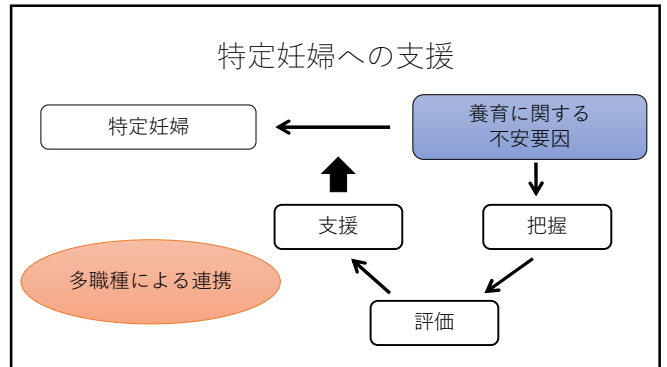 特定妊婦への支援
特定妊婦
養育に関する
不安要因
支援
把握
多職種による連携
評価